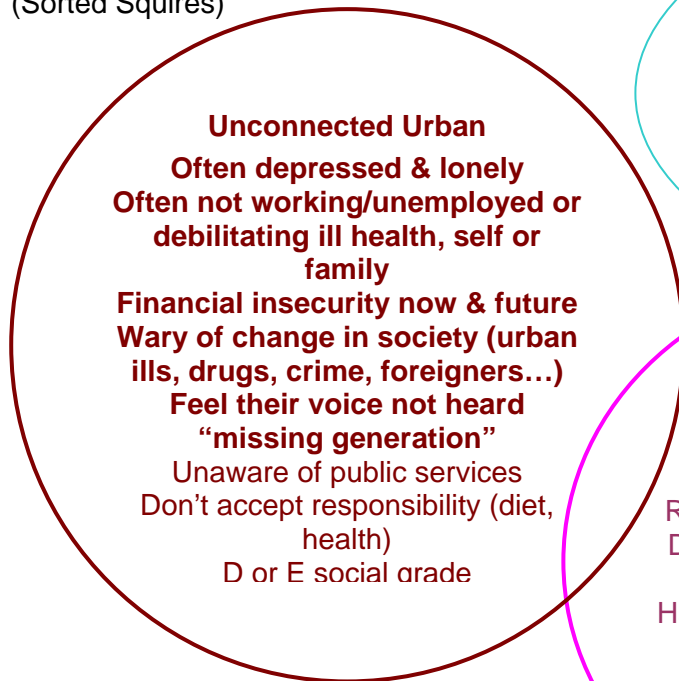 (Sorted Squires)
Unconnected Urban
Often depressed & lonely
Often not working/unemployed or
debilitating ill health, self or
family
Financial insecurity now & future
Wary of change in society (urban
ills, drugs, crime, foreigners…)
Feel their voice not heard
“missing generation”
Unaware of public services
Don’t accept responsibility (diet,
health)
D or E social grade
R
D
H